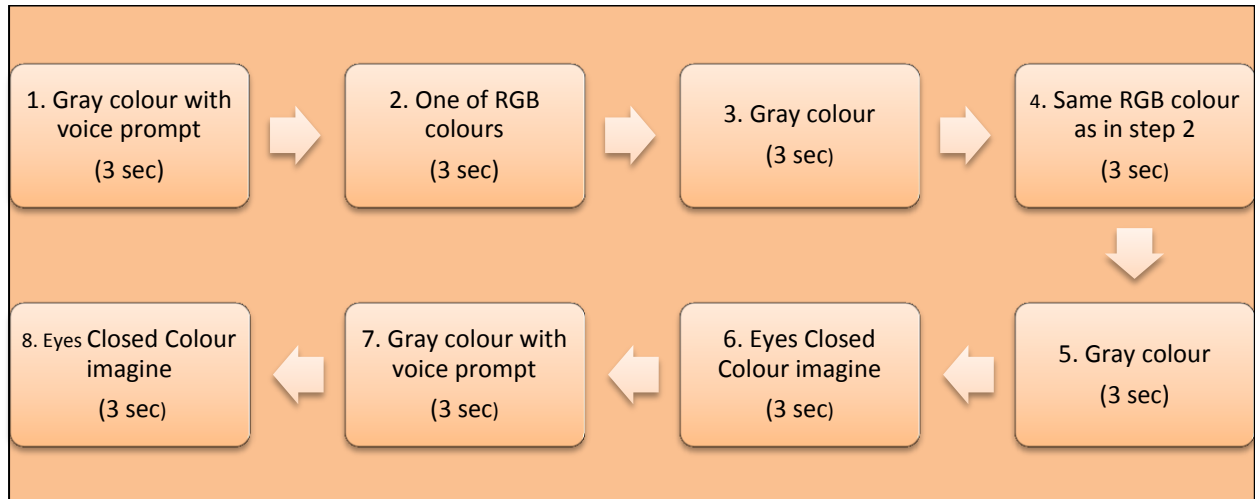 1. Gray colour with
voice prompt
(3 sec)
2. One of RGB
colours
(3 sec)
3. Gray colour
(3 sec)
4. Same RGB colour
as in step 2
(3 sec)
5. Gray colour
(3 sec)
6. Eyes Closed
Colour imagine
(3 sec)
7. Gray colour with
voice prompt
(3 sec)
8. Eyes Closed Colour
imagine
(3 sec)